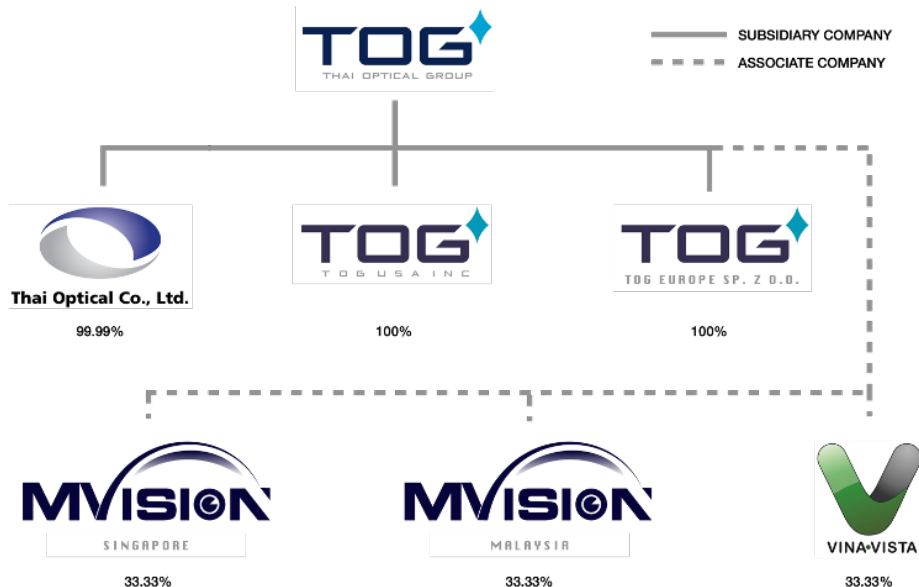 TOG
THAI OPTICAL GROUP
SUBSIDIARY COMPANY
ASSOCIATE COMPANY
Thai Optical Co., Ltd.
99.99%
TOG
TOG USA INC
100%
TOG
TOG EUROPE SP. Z O.O.
100%
MVISION
SINGAPORE
33.33%
MVISION
MALAYSIA
33.33%
VINA•VISTA
33.33%